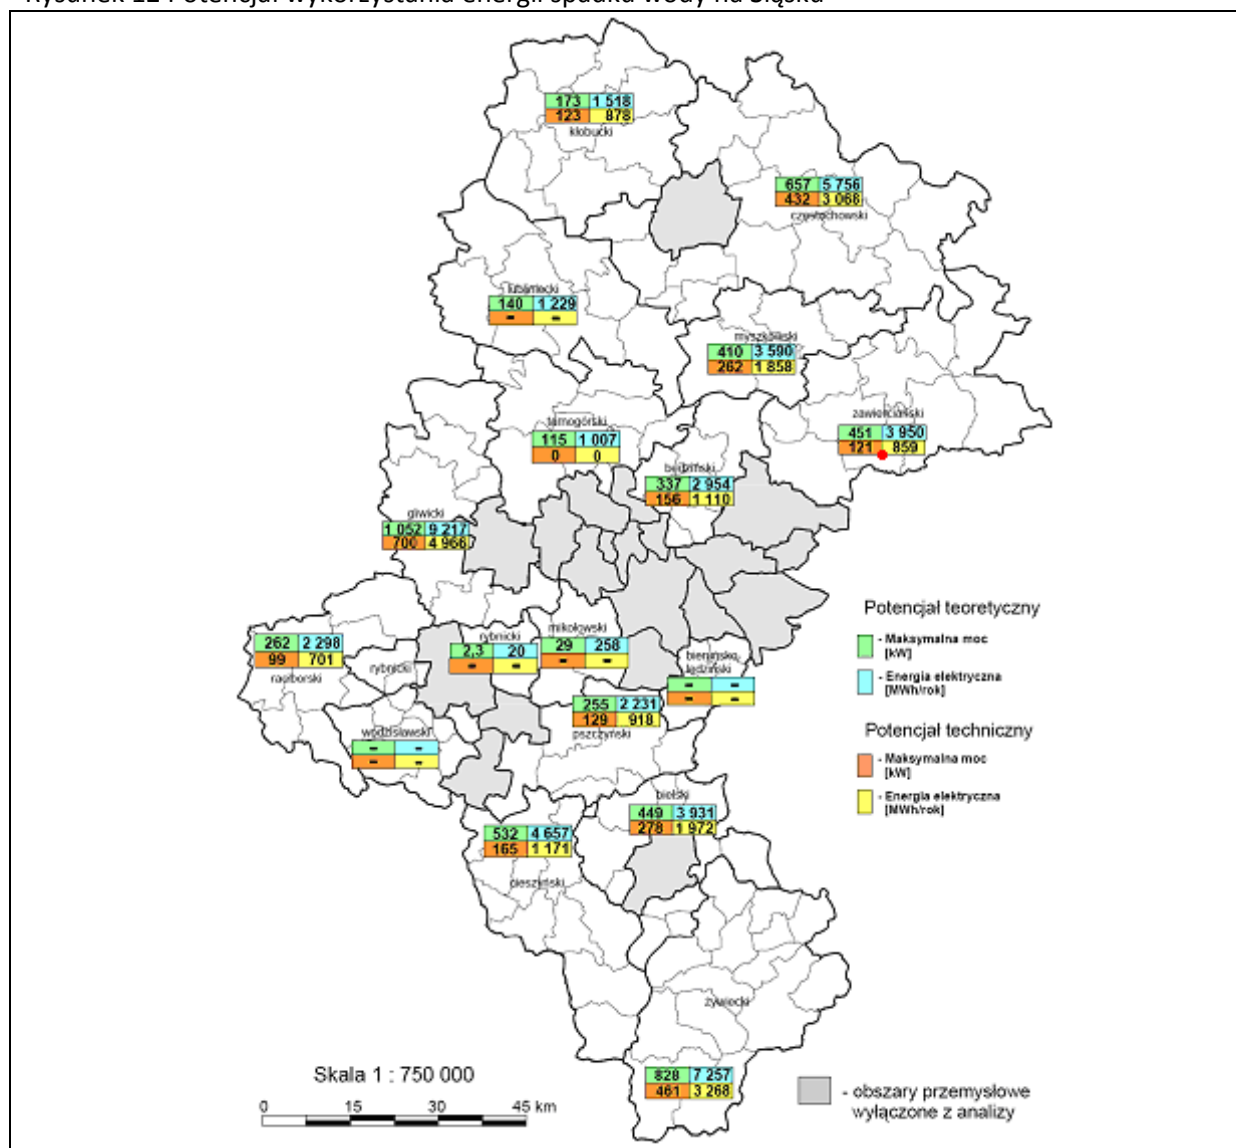 Rysunek 12 Potencjał wykorzystania energii spadku wody na Śląsku
173 1 518
123 878
kłobucki
657 5 756
432 3 068
częstochowski
lubliniecki
140 1 229
- -
myszkowski
410 3 590
262 1 858
zawierciański
451 3 950
121 859
tarnogórski
115 1 007
0 0
będziński
337 2 954
156 1 110
gliwicki
1 052 9 217
700 4 966
Potencjał teoretyczny
- Maksymalna moc
[kW]
- Energia elektryczna
[MWh/rok]
Potencjał techniczny
- Maksymalna moc
[kW]
- Energia elektryczna
[MWh/rok]
262 2 298
99 701
raciborski
rybnicki
rybnicki
2,3 20
- -
mikołowski
29 258
- -
bieruńsko
lędziński
- -
- -
255 2 231
129 918
pszczyński
wodzisławski
- -
- -
bielski
449 3 931
278 1 972
532 4 657
165 1 171
cieszyński
żywiecki
828 7 257
461 3 268
Skala 1 : 750 000
0 15 30 45 km
- obszary przemysłowe
wyłączone z analizy